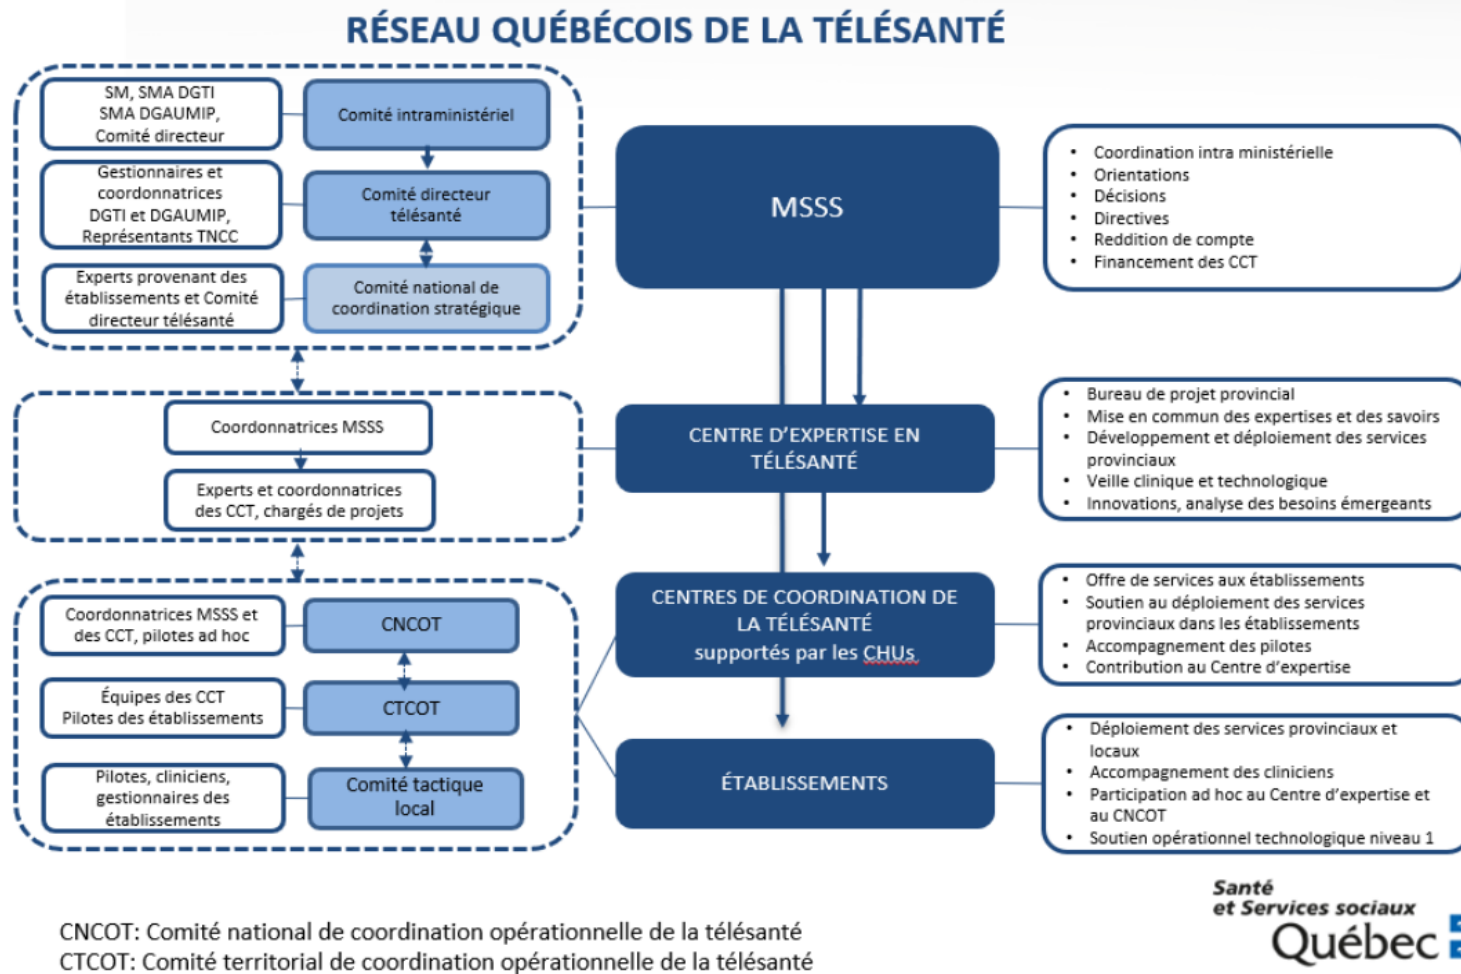 RÉSEAU QUÉBÉCOIS DE LA TÉLÉSANTÉ
SM, SMA DGTI
SMA DGAUMIP,
Comité directeur
Comité intraministériel
Gestionnaires et
coordonnatrices
DGTI et DGAUMIP,
Représentants TNCC
Comité directeur
télésanté
Experts provenant des
établissements et Comité
directeur télésanté
Comité national de
coordination stratégique
MSSS
• Coordination intra ministérielle
• Orientations
• Décisions
• Directives
• Reddition de compte
• Financement des CCT
Coordonnatrices MSSS
Experts et coordonnatrices
des CCT, chargés de projets
CENTRE D'EXPERTISE EN
TÉLÉSANTÉ
• Bureau de projet provincial
• Mise en commun des expertises et des savoirs
• Développement et déploiement des services
provinciaux
• Veille clinique et technologique
• Innovations, analyse des besoins émergeants
Coordonnatrices MSSS et
des CCT, pilotes ad hoc
CNCOT
Équipes des CCT
Pilotes des établissements
CTCOT
Pilotes, cliniciens,
gestionnaires des
établissements
Comité tactique
local
CENTRES DE COORDINATION DE
LA TÉLÉSANTÉ
supportés par les CHUs
• Offre de services aux établissements
• Soutien au déploiement des services
provinciaux dans les établissements
• Accompagnement des pilotes
• Contribution au Centre d'expertise
ÉTABLISSEMENTS
• Déploiement des services provinciaux et
locaux
• Accompagnement des cliniciens
• Participation ad hoc au Centre d'expertise et
au CNCOT
• Soutien opérationnel technologique niveau 1
CNCOT: Comité national de coordination opérationnelle de la télésanté
CTCOT: Comité territorial de coordination opérationnelle de la télésanté
Santé
et Services sociaux
Québec